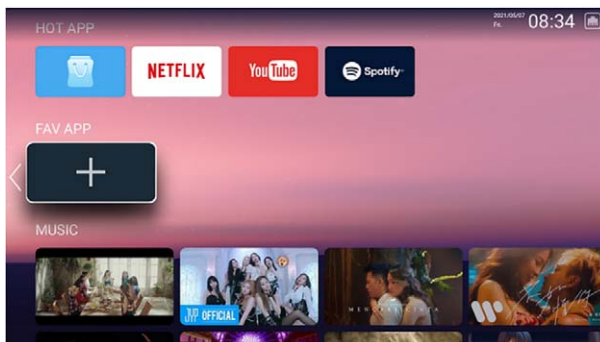 HOT APP
2021/05/07
Fri.
08:34
NETFLIX
YouTube
Spotify
FAV APP
MUSIC
JYP OFFICIAL